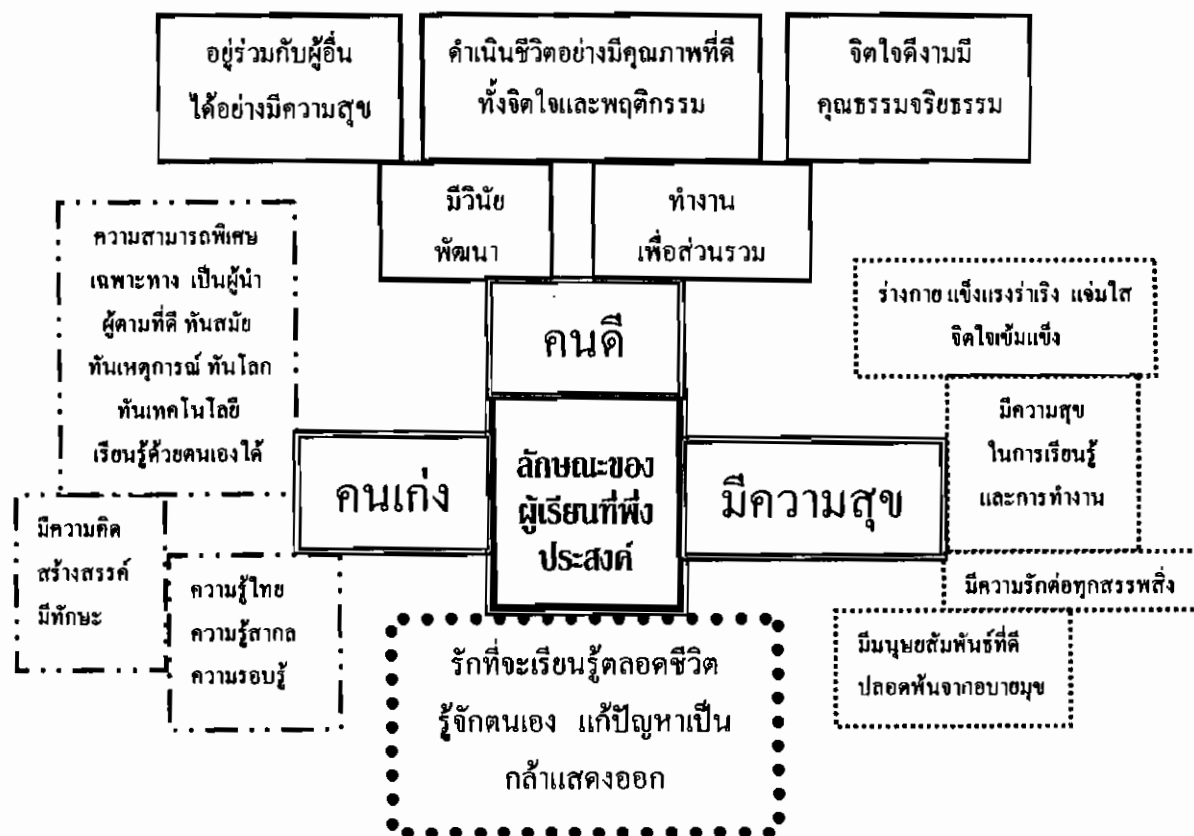 อยู่ร่วมกับผู้อื่น
ได้อย่างมีความสุข
ดำเนินชีวิตอย่างมีคุณภาพที่ดี
ทั้งจิตใจและพฤติกรรม
จิตใจดีงามมี
คุณธรรมจริยธรรม
มีวินัย
พัฒนา
ทำงาน
เพื่อส่วนรวม
คนดี
ความสามารถพิเศษ
เฉพาะทาง เป็นผู้นำ
ผู้ตามที่ดี ทันสมัย
ทันเหตุการณ์ ทันโลก
ทันเทคโนโลยี
เรียนรู้ด้วยตนเองได้
คนเก่ง
มีความคิด
สร้างสรรค์
มีทักษะ
ความรู้ไทย
ความรู้สากล
ความรอบรู้
ลักษณะของ
ผู้เรียนที่พึง
ประสงค์
มีความสุข
ร่างกาย แข็งแรงร่าเริง แจ่มใส
จิตใจเข้มแข็ง
มีความสุข
ในการเรียนรู้
และการทำงาน
มีความรักต่อทุกสรรพสิ่ง
มีมนุษยสัมพันธ์ที่ดี
ปลอดพ้นจากอบายมุข
รักที่จะเรียนรู้ตลอดชีวิต
รู้จักตนเอง แก้ปัญหาเป็น
กล้าแสดงออก